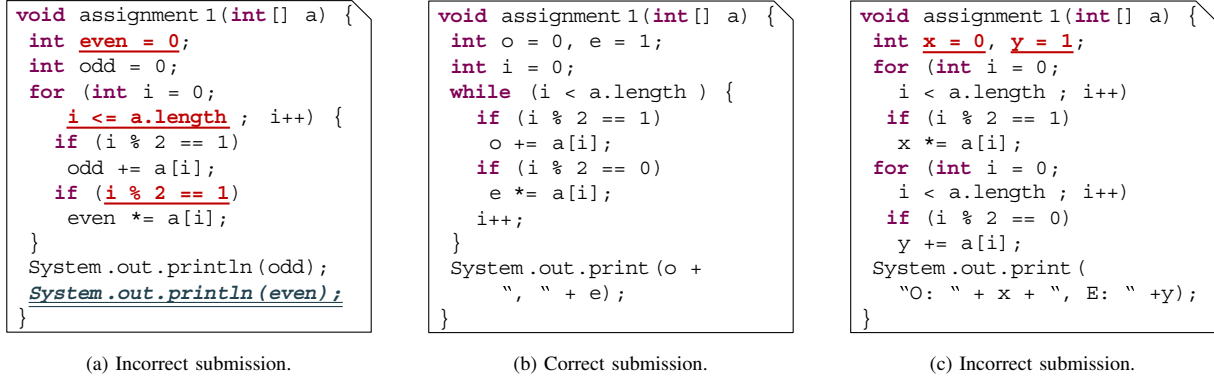 void assignment1(int[] a) {
int even = 0;
int odd = 0;
for (int i = 0;
i <= a.length ; i++) {
if (i % 2 == 1)
odd += a[i];
if (i % 2 == 1)
even *= a[i];
}
System.out.println(odd);
System.out.println(even);
}
(a) Incorrect submission.
void assignment1(int[] a) {
int o = 0, e = 1;
int i = 0;
while (i < a.length ) {
if (i % 2 == 1)
o += a[i];
if (i % 2 == 0)
e *= a[i];
i++;
}
System.out.print(o +
“, “ + e);
}
(b) Correct submission.
void assignment1(int[] a) {
int x = 0, y = 1;
for (int i = 0;
i < a.length ; i++)
if (i % 2 == 1)
x *= a[i];
for (int i = 0;
i < a.length ; i++)
if (i % 2 == 0)
y += a[i];
System.out.print(
“O: “ + x + “, E: “ +y);
}
(c) Incorrect submission.